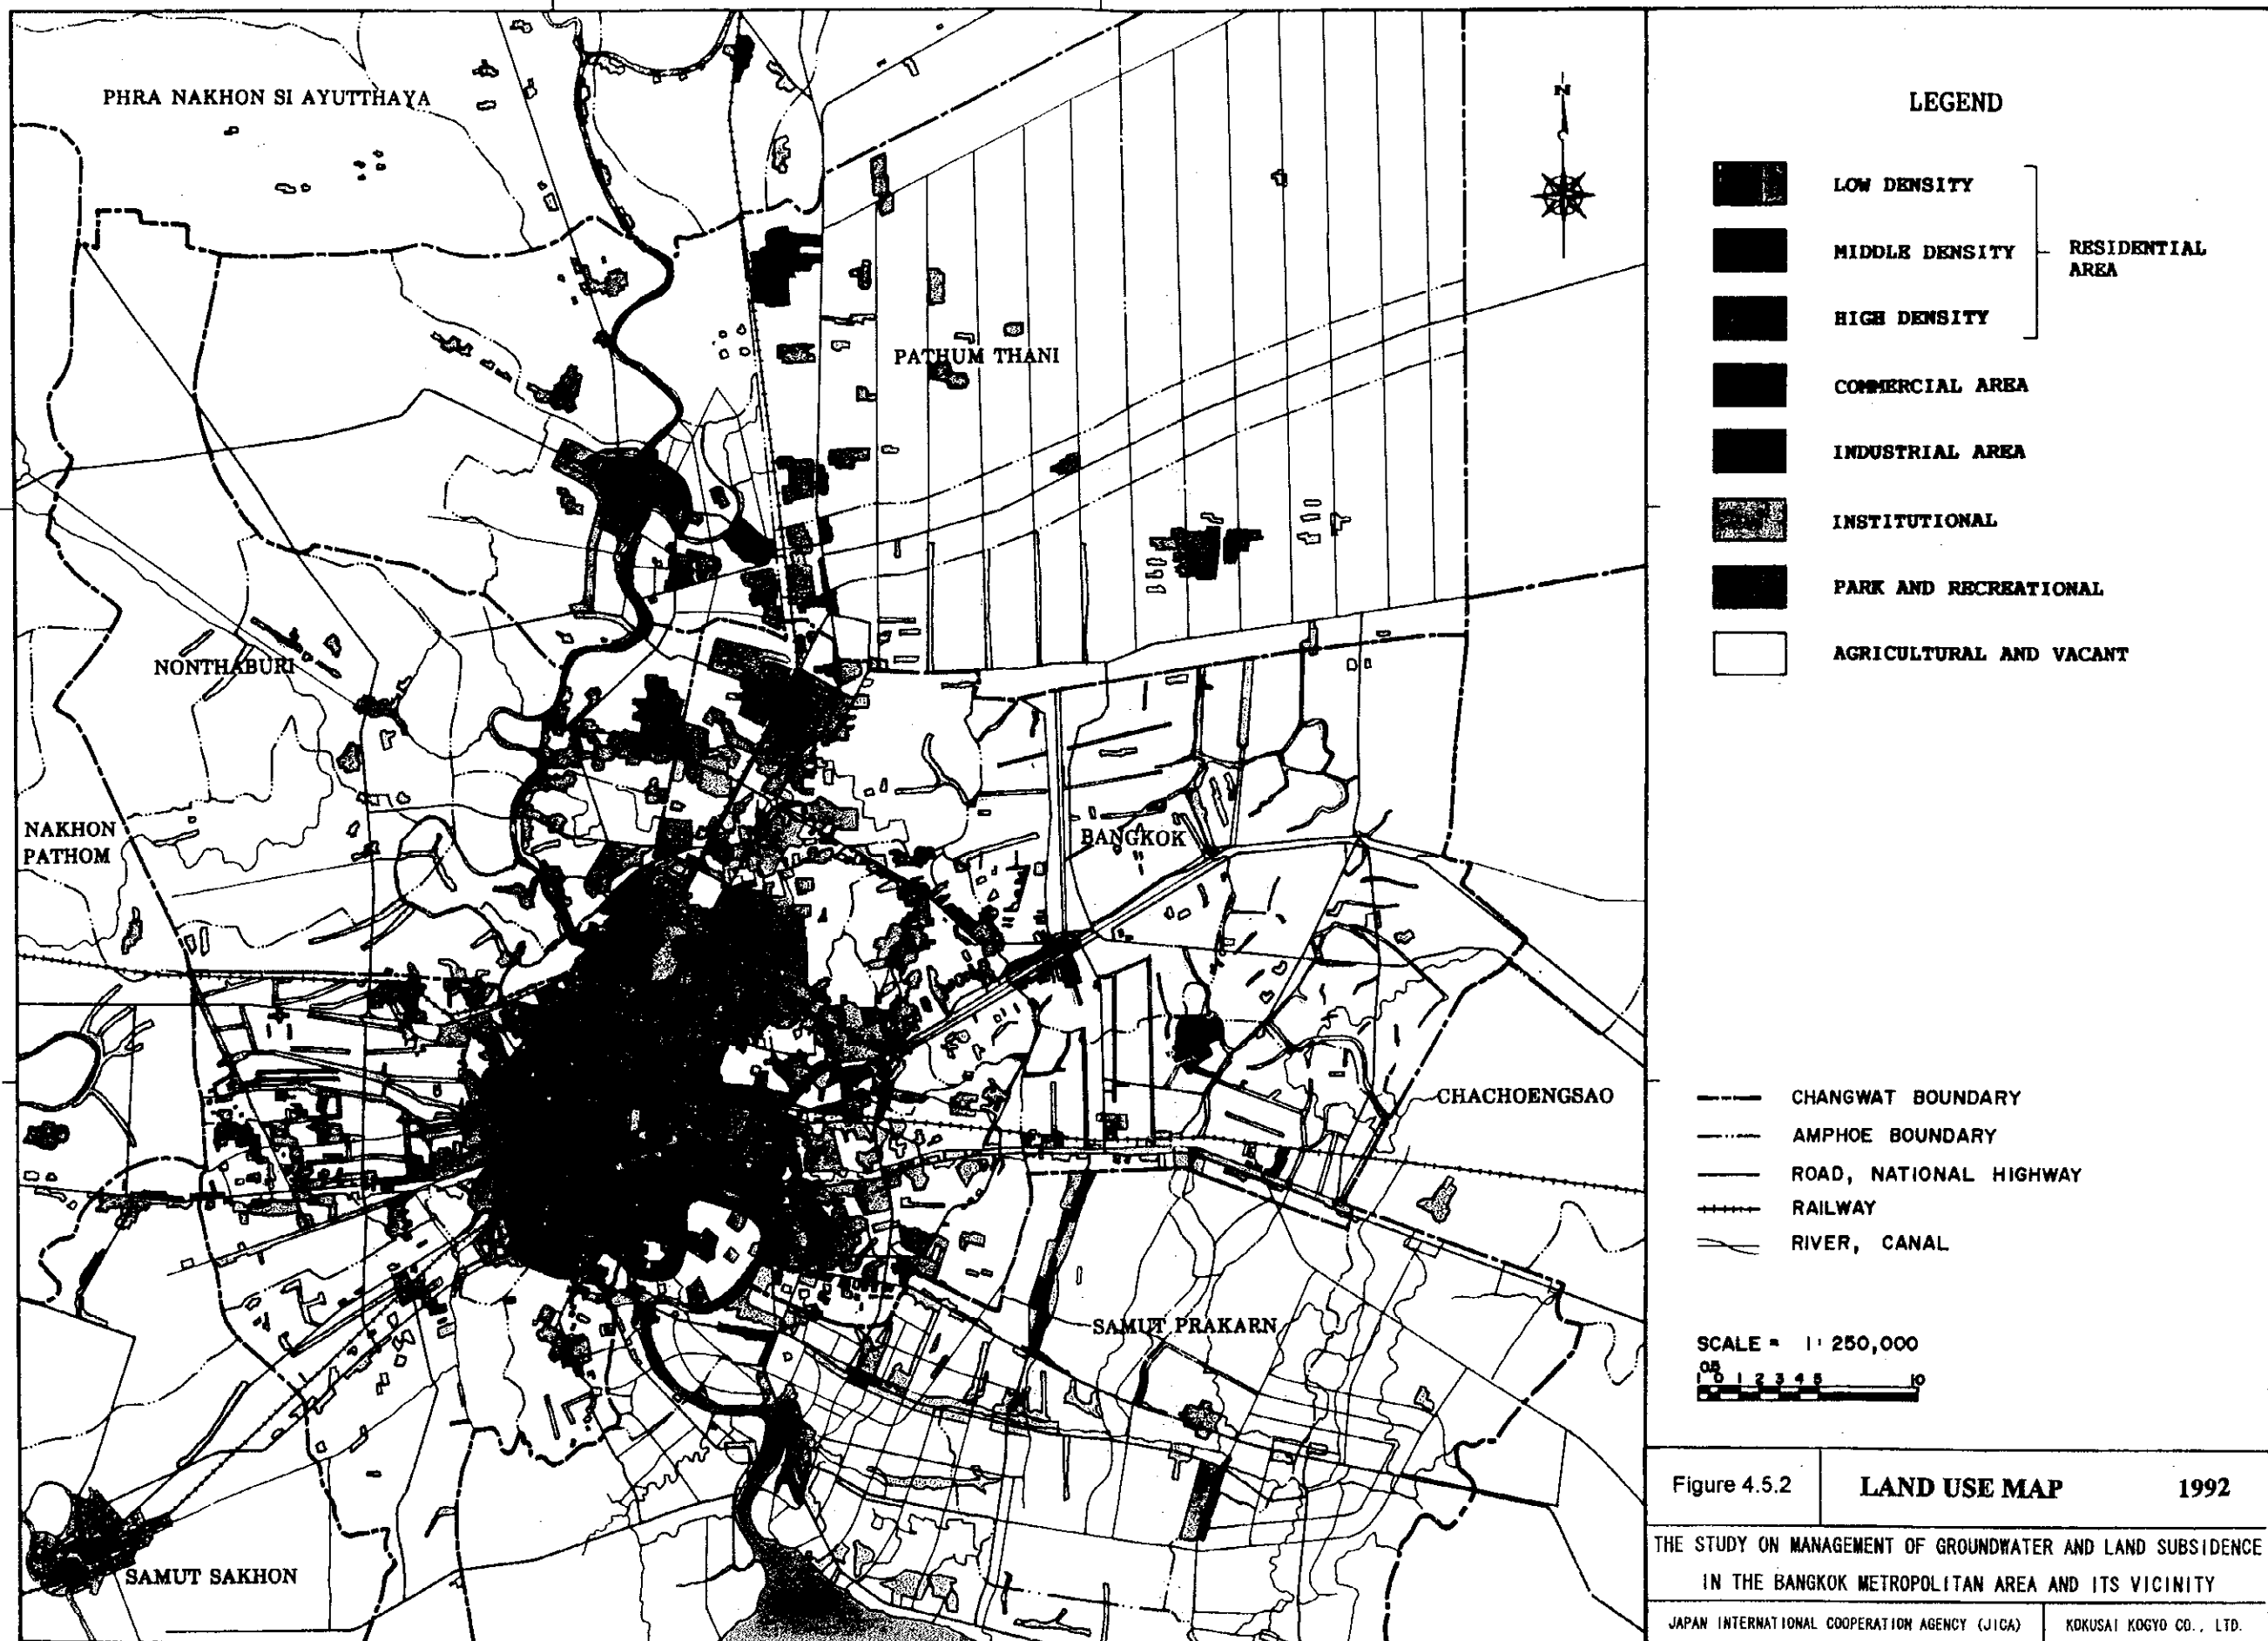 PHRA NAKHON SI AYUTTHAYA
N
PATHUM THANI
NONTHABURI
NAKHON
PATHOM
BANGKOK
CHACHOENGSAO
SAMUT PRAKARN
SAMUT SAKHON
LEGEND
LOW DENSITY
MIDDLE DENSITY
HIGH DENSITY
RESIDENTIAL
AREA
COMMERCIAL AREA
INDUSTRIAL AREA
INSTITUTIONAL
PARK AND RECREATIONAL
AGRICULTURAL AND VACANT
CHANGWAT BOUNDARY
AMPHOE BOUNDARY
ROAD, NATIONAL HIGHWAY
RAILWAY
RIVER, CANAL
SCALE = 1: 250,000
0.5
1 0 1 2 3 4 5 10
Figure 4.5.2
LAND USE MAP 1992
THE STUDY ON MANAGEMENT OF GROUNDWATER AND LAND SUBSIDENCE
IN THE BANGKOK METROPOLITAN AREA AND ITS VICINITY
JAPAN INTERNATIONAL COOPERATION AGENCY (JICA)
KOKUSAI KOGYO CO., LTD.